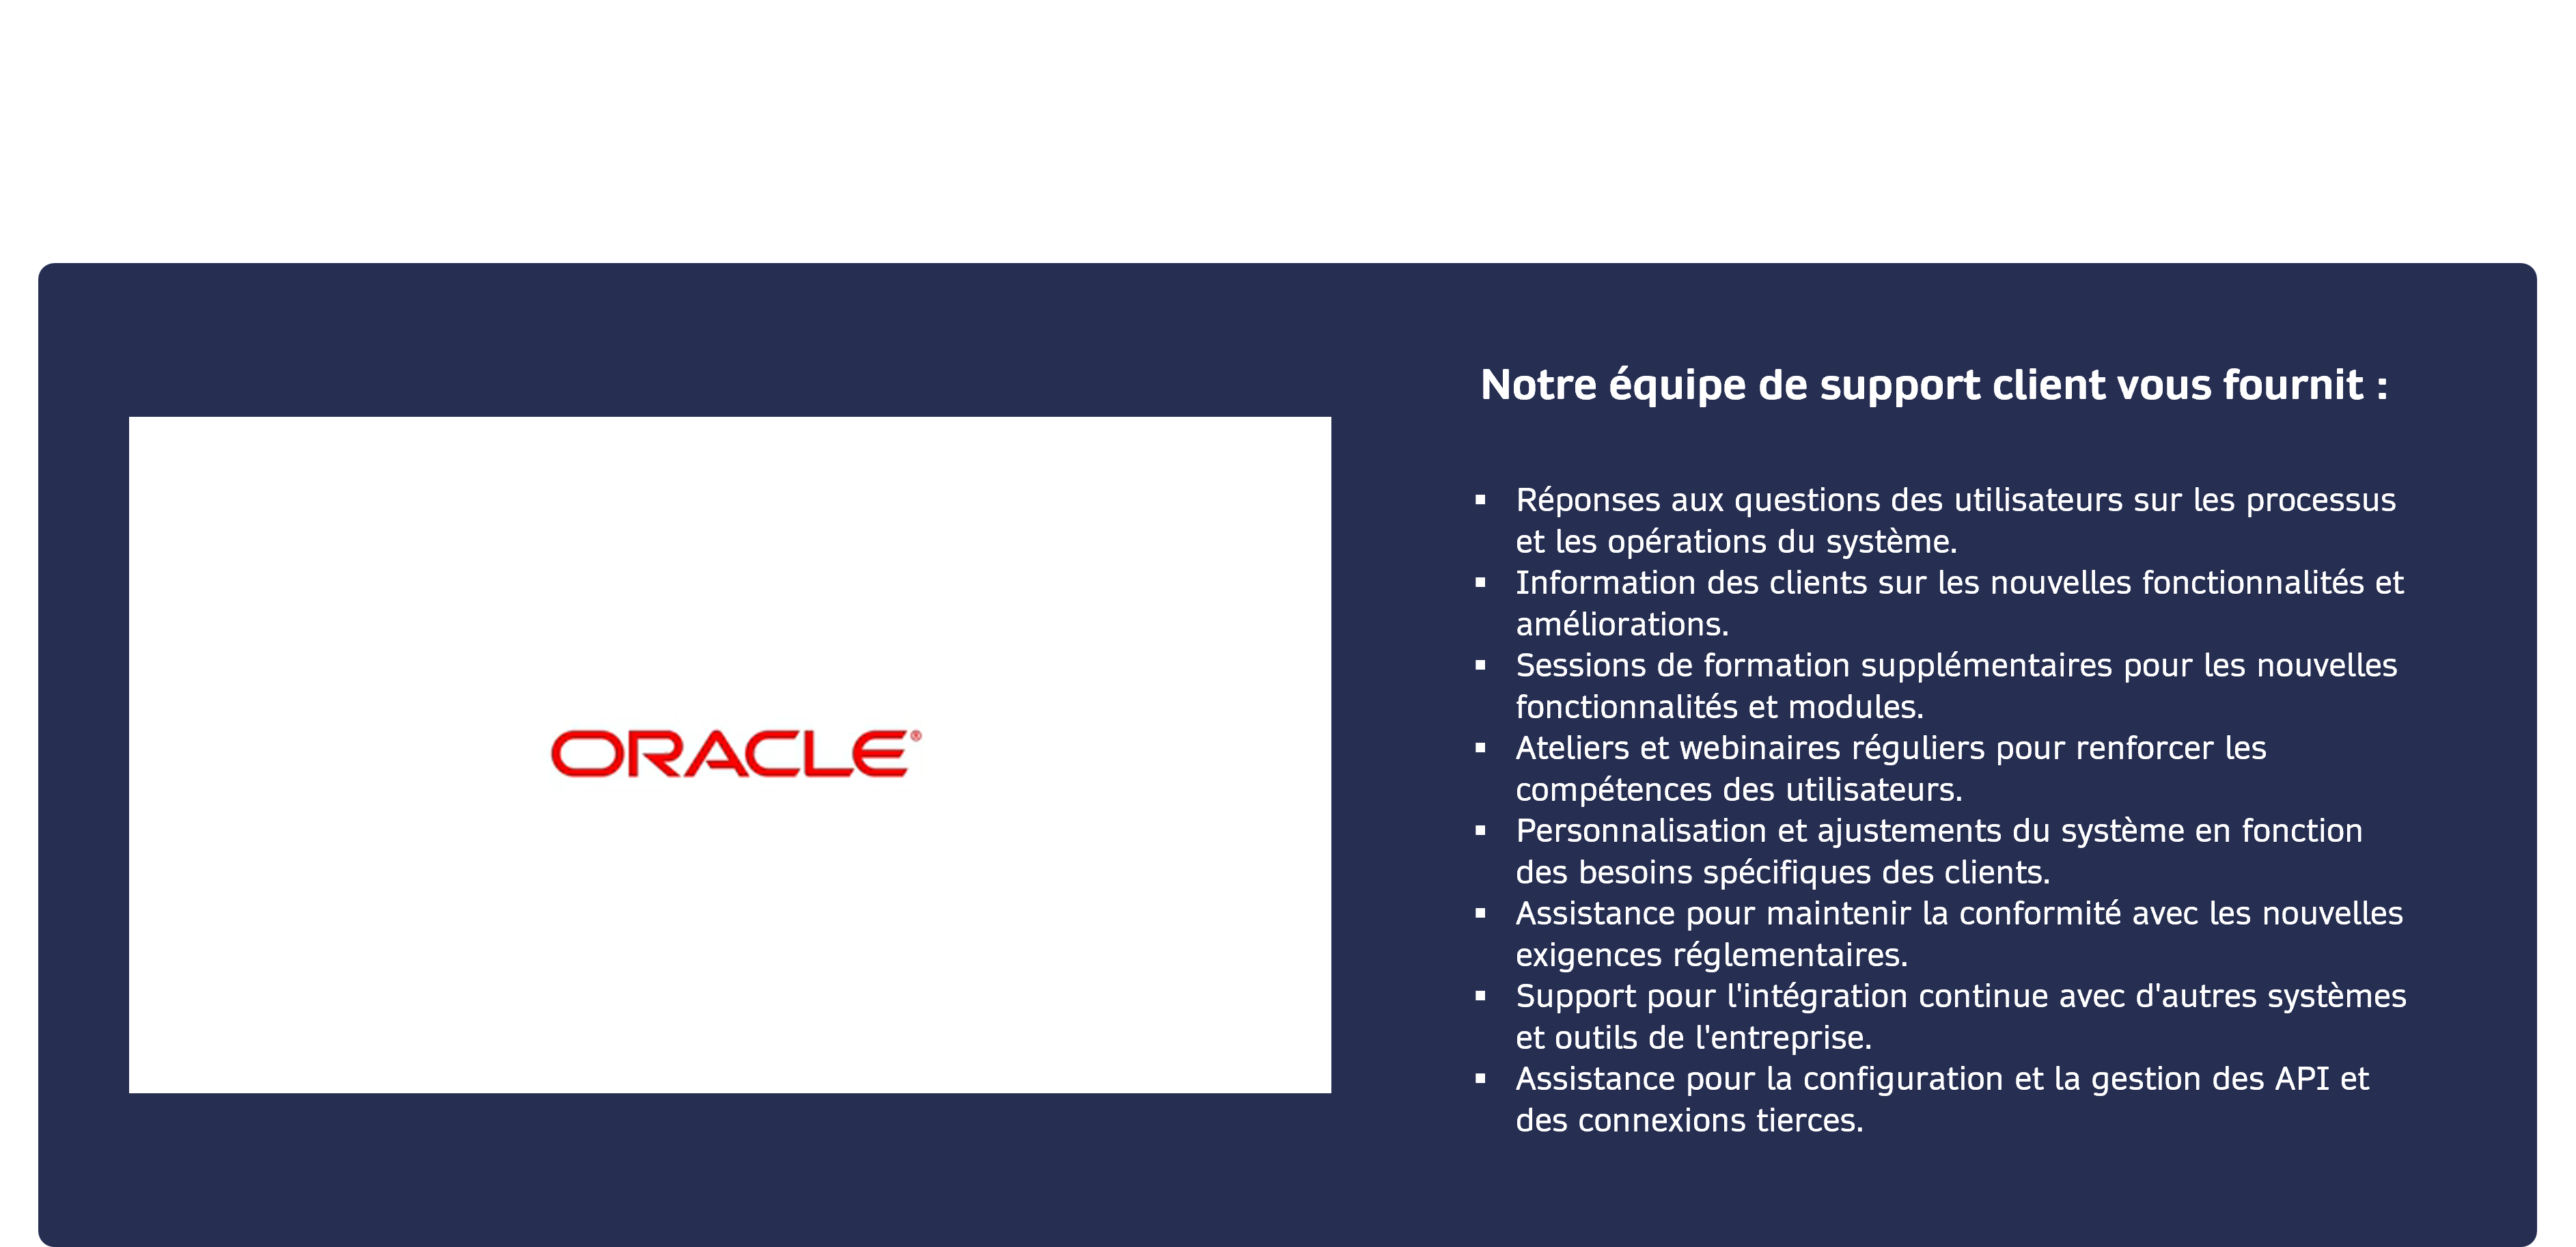 ORACLE®
Notre équipe de support client vous fournit :
▪ Réponses aux questions des utilisateurs sur les processus
et les opérations du système.
▪ Information des clients sur les nouvelles fonctionnalités et
améliorations.
▪ Sessions de formation supplémentaires pour les nouvelles
fonctionnalités et modules.
▪ Ateliers et webinaires réguliers pour renforcer les
compétences des utilisateurs.
▪ Personnalisation et ajustements du système en fonction
des besoins spécifiques des clients.
▪ Assistance pour maintenir la conformité avec les nouvelles
exigences réglementaires.
▪ Support pour l'intégration continue avec d'autres systèmes
et outils de l'entreprise.
▪ Assistance pour la configuration et la gestion des API et
des connexions tierces.